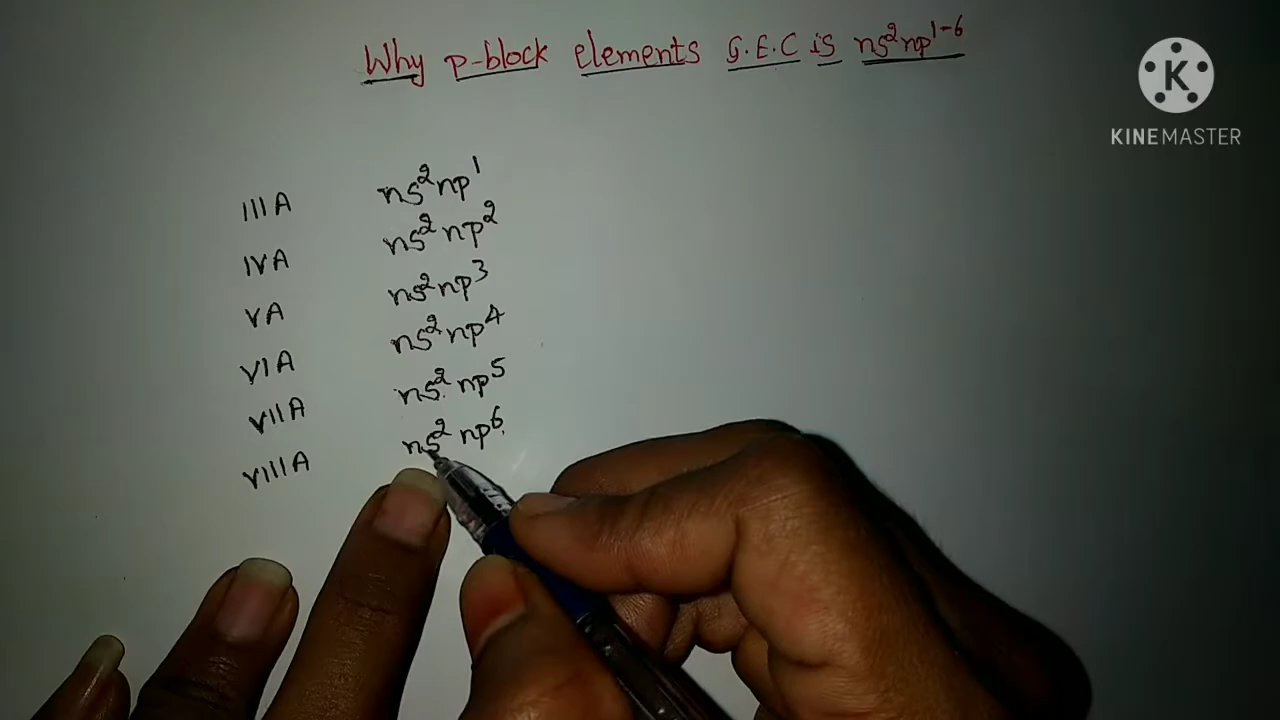 Why p-block elements G.E.C is ns²np¹⁻⁶
K
KINEMASTER
IIIA ns²np¹
IVA ns²np²
VA ns²np³
VIA ns²np⁴
VIIA ns²np⁵
VIIIA ns²np⁶